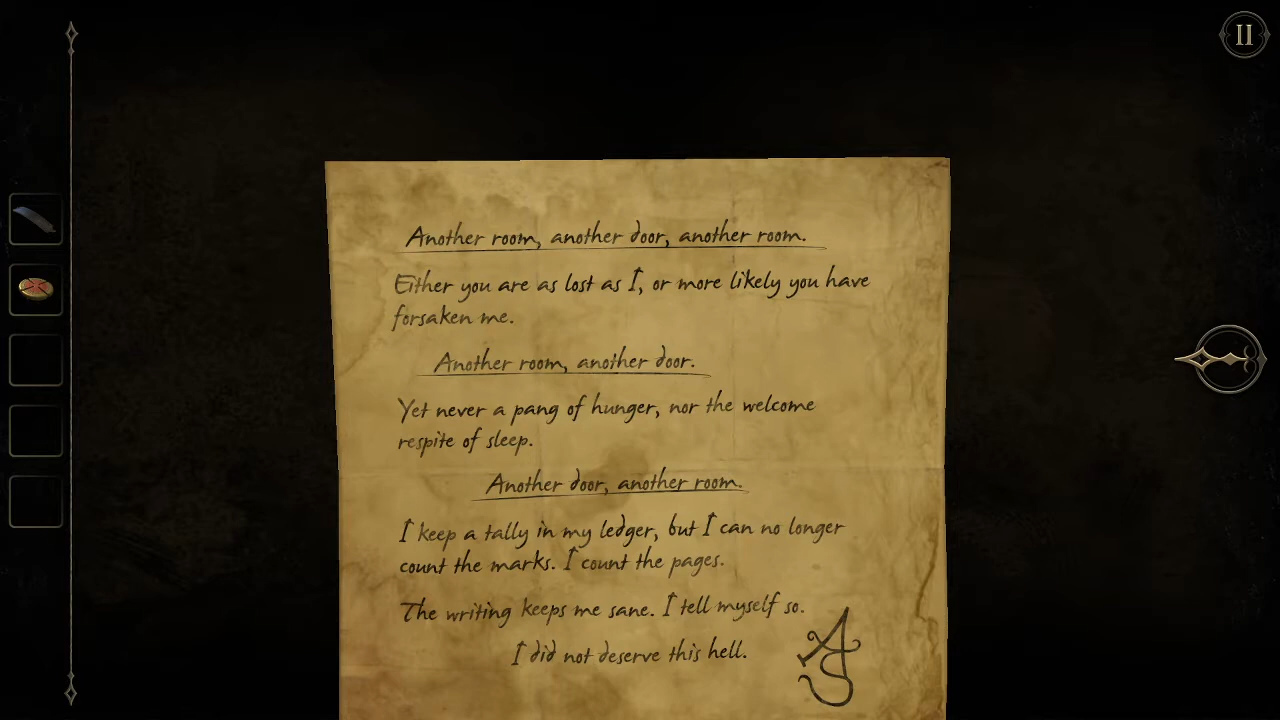 Another room, another door, another room.
Either you are as lost as I, or more likely you have
forsaken me.
Another room, another door.
Yet never a pang of hunger, nor the welcome
respite of sleep.
Another door, another room.
I keep a tally in my ledger, but I can no longer
count the marks. I count the pages.
The writing keeps me sane. I tell myself so.
I did not deserve this hell.
AS